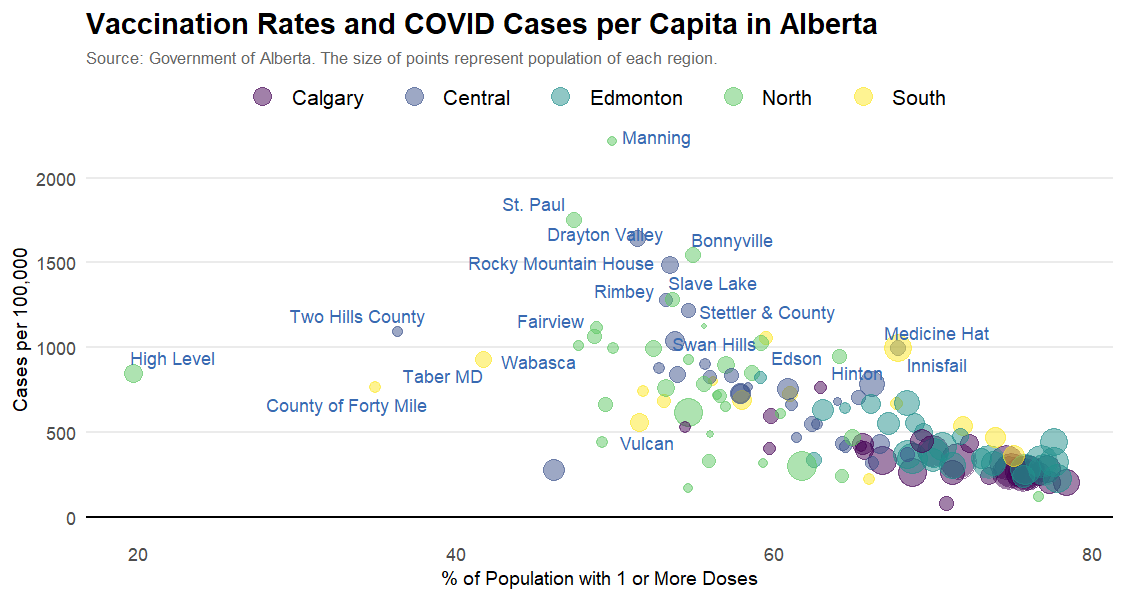 Vaccination Rates and COVID Cases per Capita in Alberta
Source: Government of Alberta. The size of points represent population of each region.
Calgary Central Edmonton North South
Manning
2000
St. Paul
Drayton Valley
Bonnyville
1500
Rocky Mountain House
Slave Lake
Rimbey
Stettler & County
Two Hills County
Fairview
Medicine Hat
1000
Swan Hills
High Level
Wabasca
Edson
Innisfail
Taber MD
Hinton
County of Forty Mile
500
Vulcan
0
Cases per 100,000
20 40 60 80
% of Population with 1 or More Doses